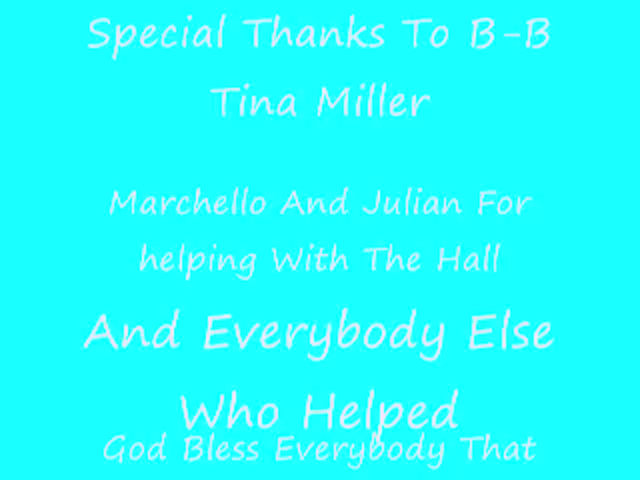 Special Thanks To B-B
Tina Miller
Marchello And Julian For
helping With The Hall
And Everybody Else
Who Helped
God Bless Everybody That